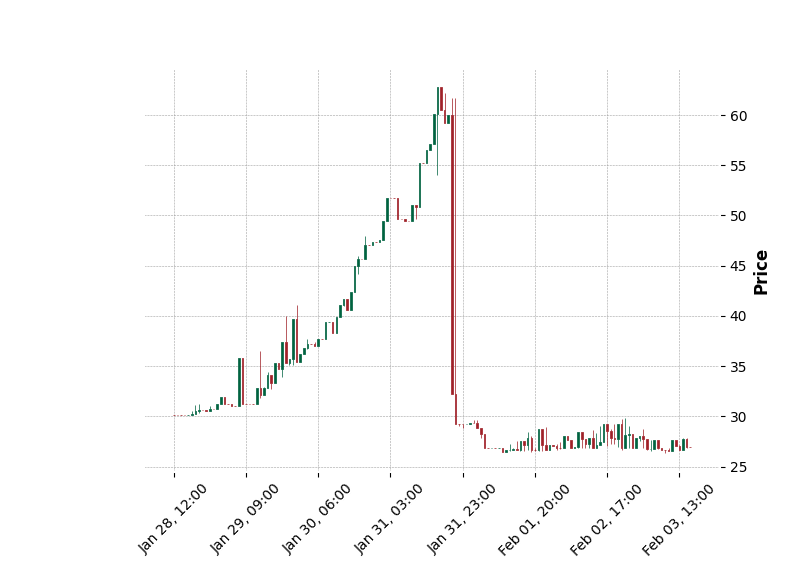 60
55
50
45
40
35
30
25
Price
Jan 28, 12:00
Jan 29, 09:00
Jan 30, 06:00
Jan 31, 03:00
Jan 31, 23:00
Feb 01, 20:00
Feb 02, 17:00
Feb 03, 13:00